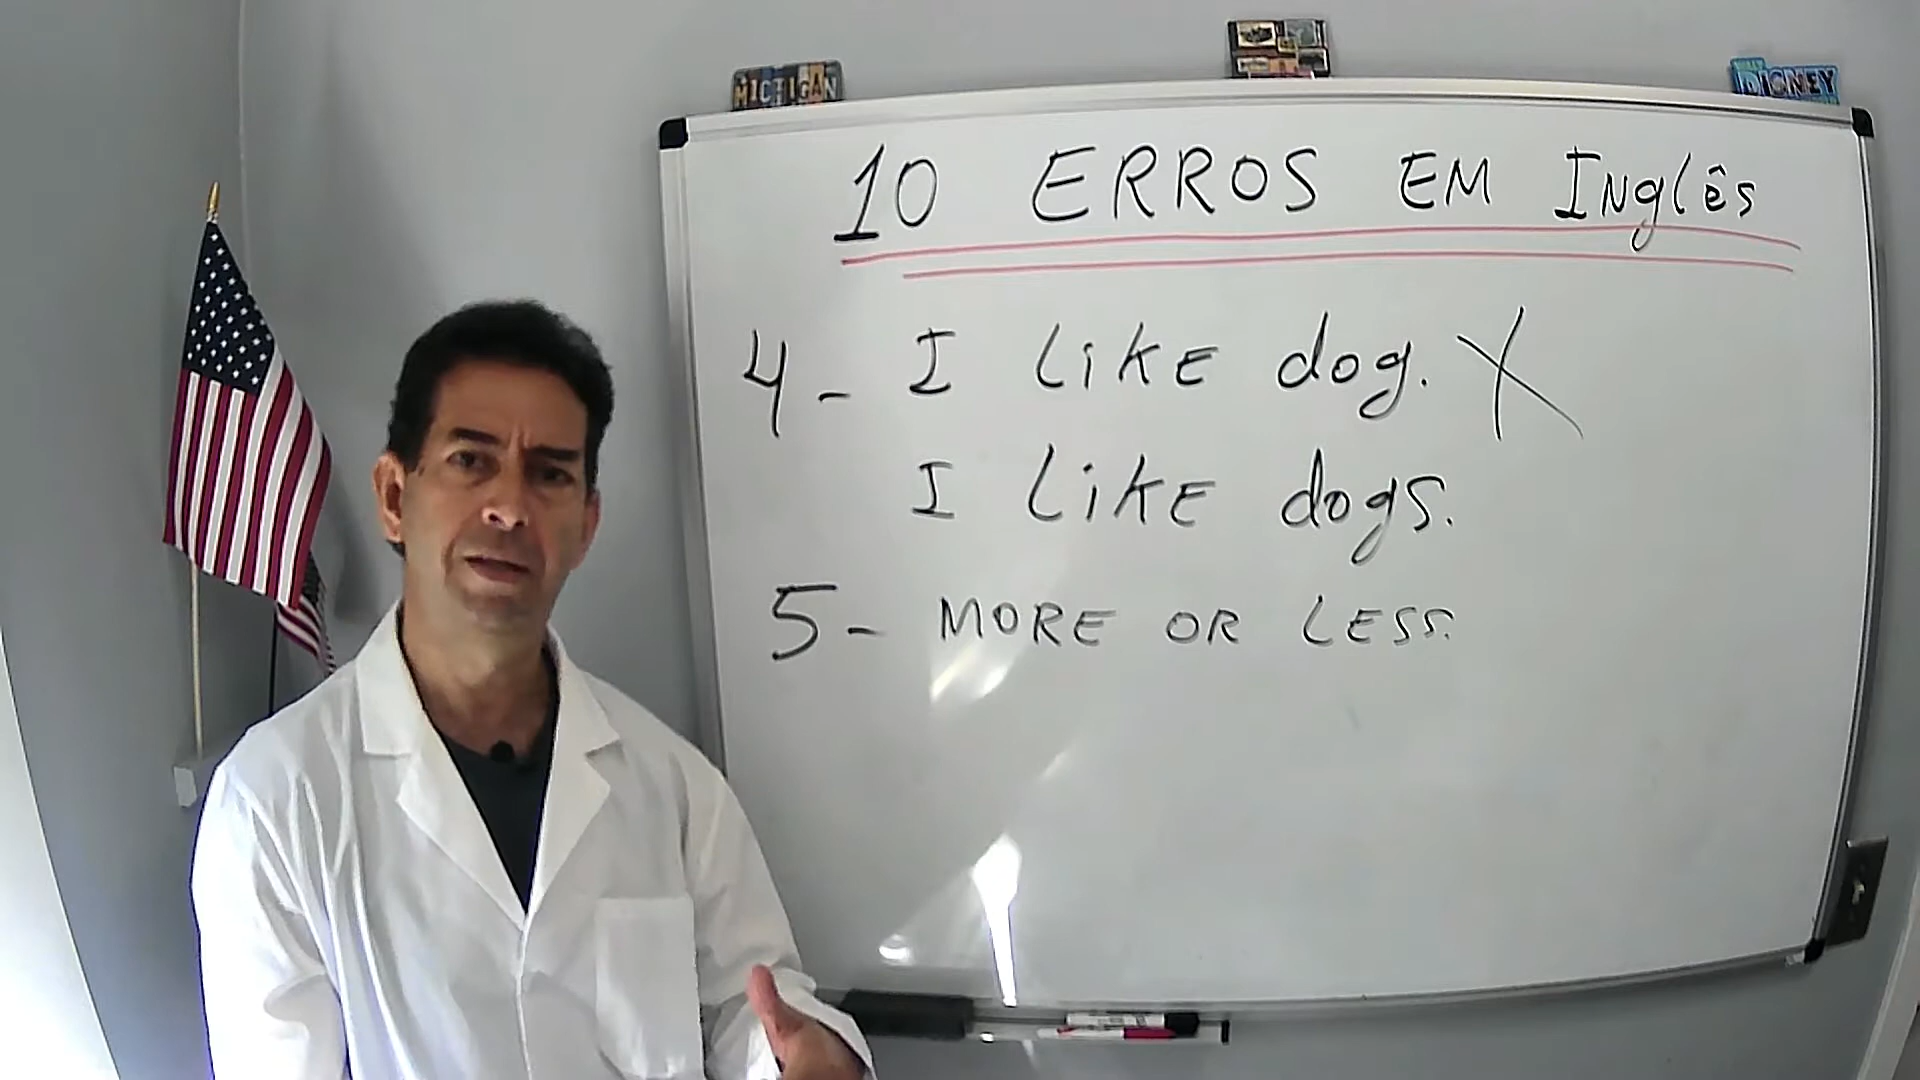 MICHIGAN
DISNEY
10 ERROS EM INglês
4- I LiKE dog. X
I LiKE dogs.
5- MORE OR LESS.